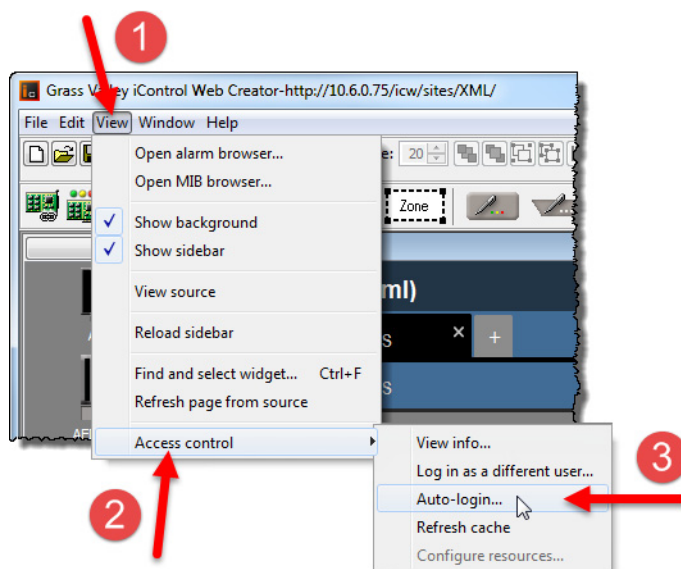 1
Grass Valley iControl Web Creator-http://10.6.0.75/icw/sites/XML/
File Edit View Window Help
Open alarm browser...
Open MIB browser...
20
Zone
Show background
Show sidebar
View source
ml)
Reload sidebar
s
×
+
Find and select widget... Ctrl+F
s
Refresh page from source
Access control
View info...
Log in as a different user...
3
Auto-login...
2
Refresh cache
Configure resources...